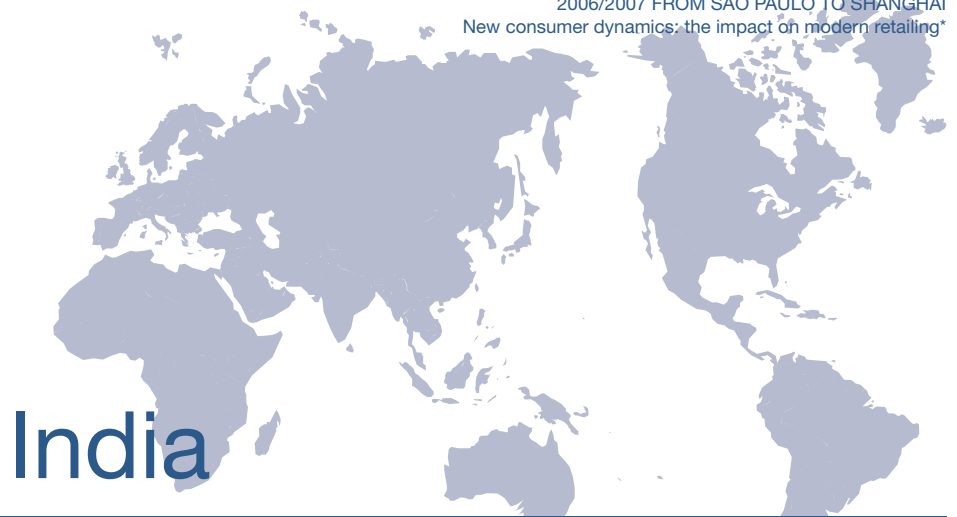 2006/2007 FROM SAO PAULO TO SHANGHAI
New consumer dynamics: the impact on modern retailing*
India